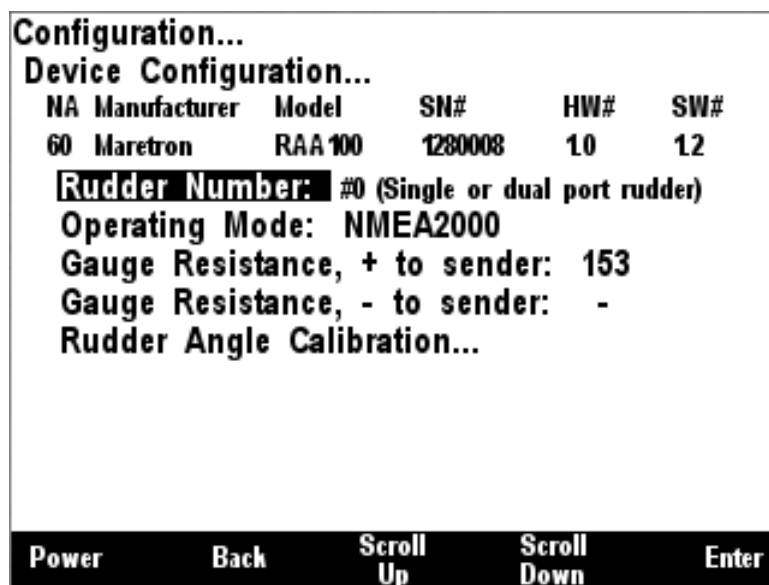 Configuration...
Device Configuration...
NA Manufacturer Model SN# HW# SW#
60 Maretron RAA100 1280008 1.0 1.2
Rudder Number: #0 (Single or dual port rudder)
Operating Mode: NMEA2000
Gauge Resistance, + to sender: 153
Gauge Resistance, - to sender: -
Rudder Angle Calibration...
Power Back Scroll Up Scroll Down Enter